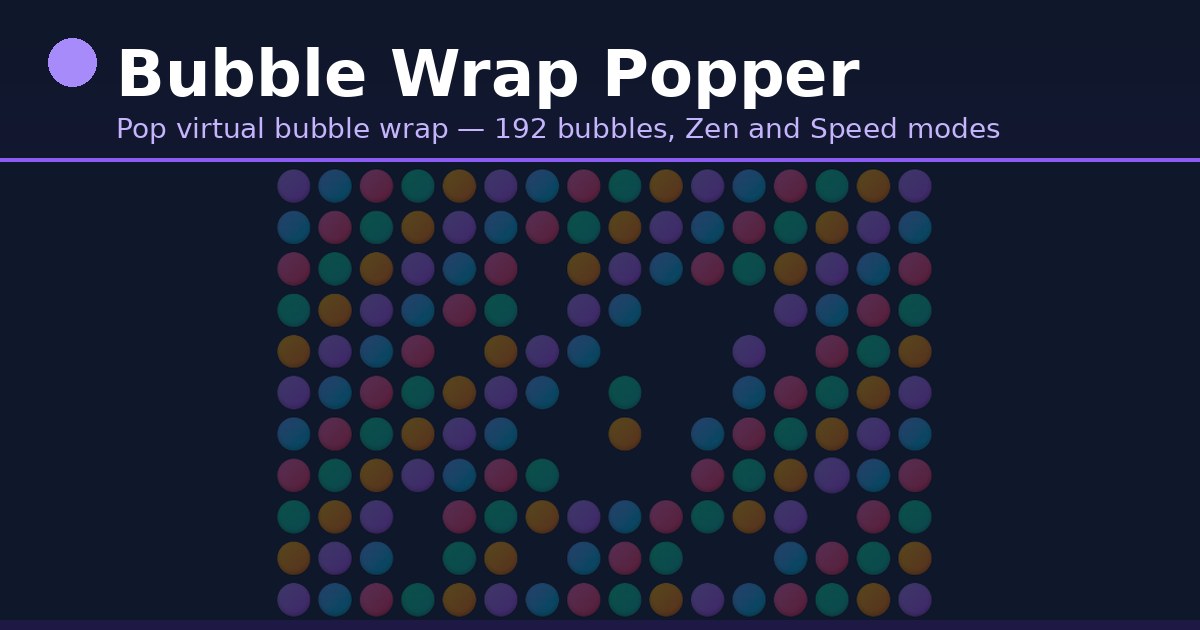 Bubble Wrap Popper
Pop virtual bubble wrap — 192 bubbles, Zen and Speed modes